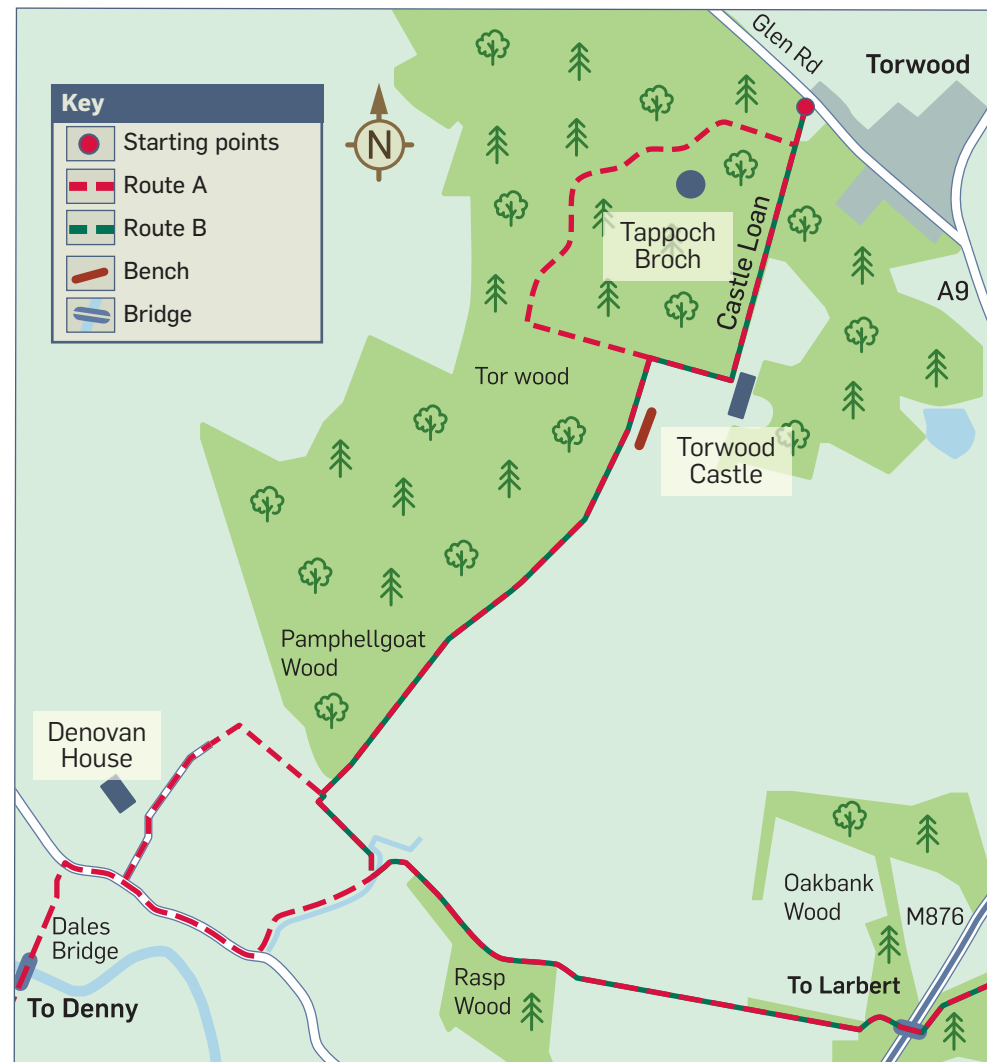 Glen Rd
Torwood
Key
Starting points
Route A
Route B
Bench
Bridge
N
Tappoch
Broch
Castle Loan
A9
Tor wood
Torwood
Castle
Pamphellgoat
Wood
Denovan
House
Oakbank
Wood
M876
Dales
Bridge
Rasp
Wood
To Larbert
To Denny